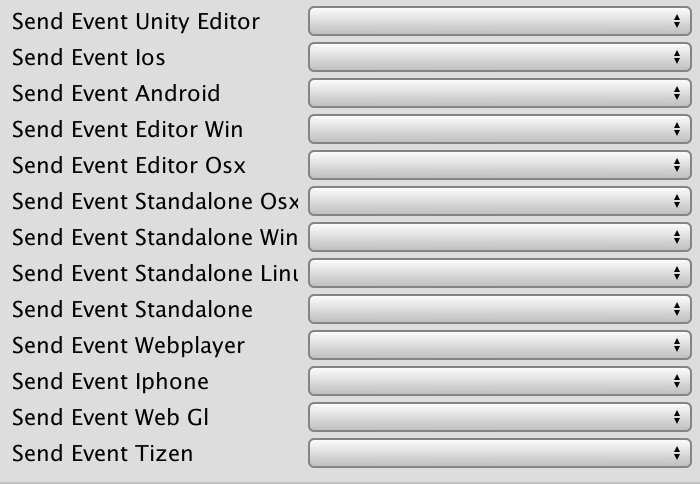 Send Event Unity Editor
Send Event Ios
Send Event Android
Send Event Editor Win
Send Event Editor Osx
Send Event Standalone Osx
Send Event Standalone Win
Send Event Standalone Linu
Send Event Standalone
Send Event Webplayer
Send Event Iphone
Send Event Web Gl
Send Event Tizen